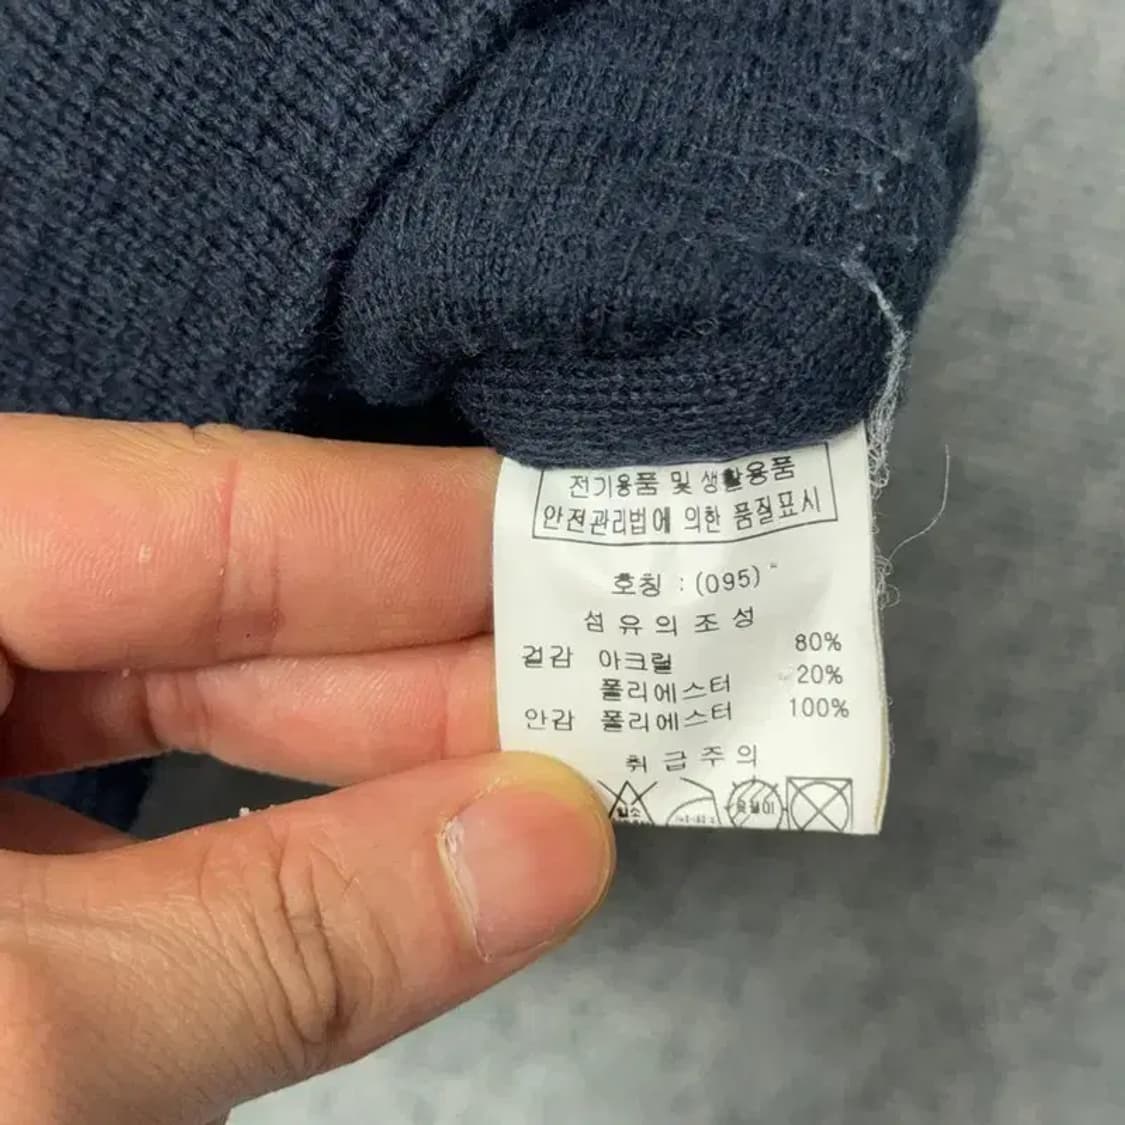 전기용품 및 생활용품
안전관리법에 의한 품질표시
호칭 : (095)
섬유의 조성
겉감 아크릴 80%
폴리에스터 20%
안감 폴리에스터 100%
취급주의
염소